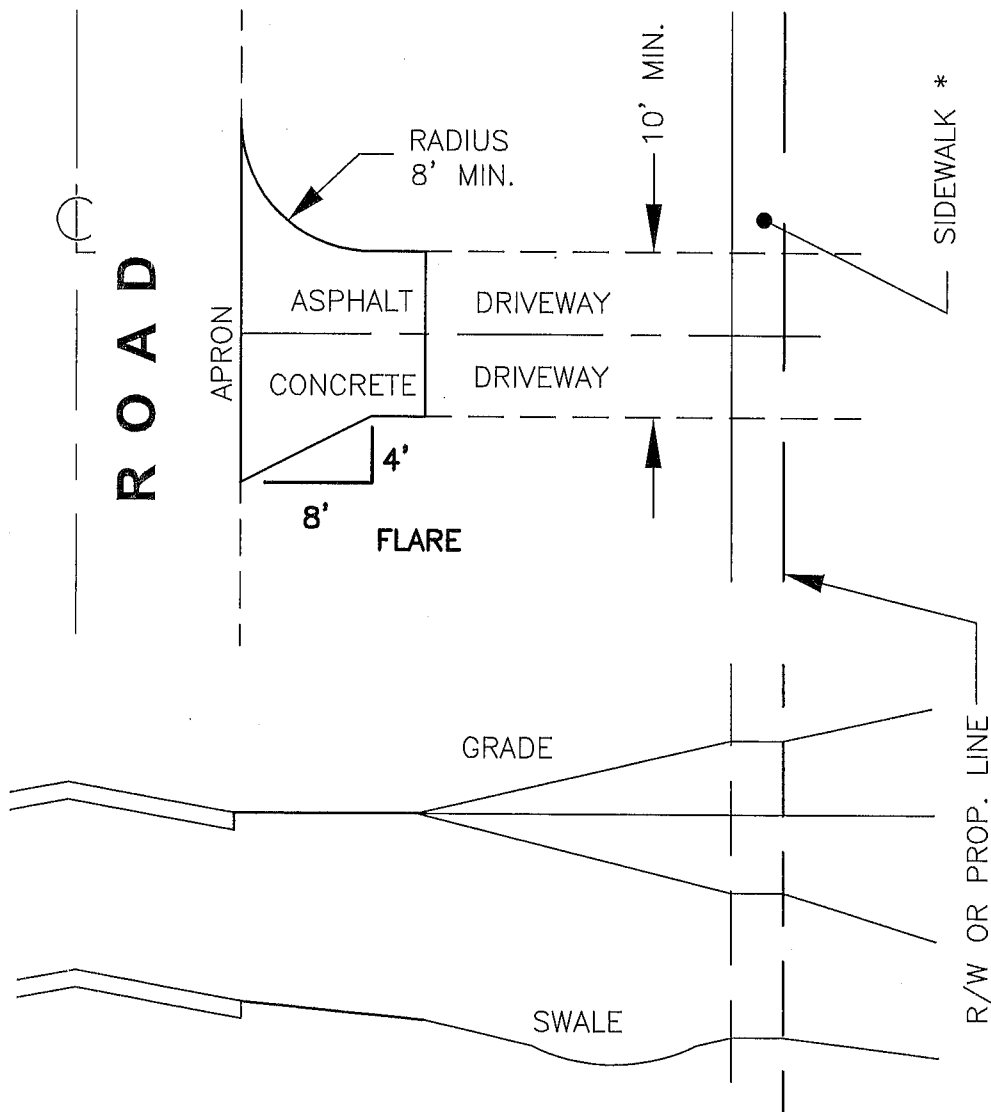 RADIUS
8' MIN.
10' MIN.
SIDEWALK *
℄
ROAD
APRON
ASPHALT
DRIVEWAY
CONCRETE
DRIVEWAY
4'
8'
FLARE
GRADE
R/W OR PROP. LINE
SWALE